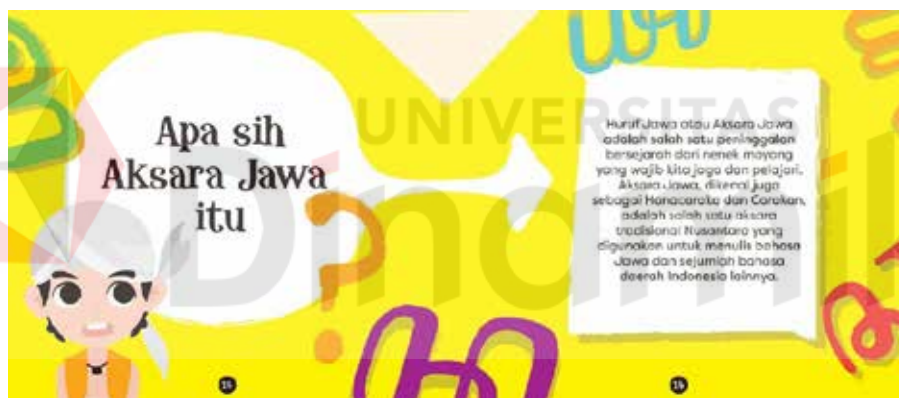 Apa sih
Aksara Jawa
itu
?
Huruf Jawa atau Aksara Jawa
adalah salah satu peninggalan
bersejarah dari nenek moyang
yang wajib kita jaga dan pelajari.
Aksara Jawa, dikenal juga
sebagai Hanacaraka dan Carakan,
adalah salah satu aksara
tradisional Nusantara yang
digunakan untuk menulis bahasa
Jawa dan sejumlah bahasa
daerah Indonesia lainnya.
UNIVERSITAS
Dinamika